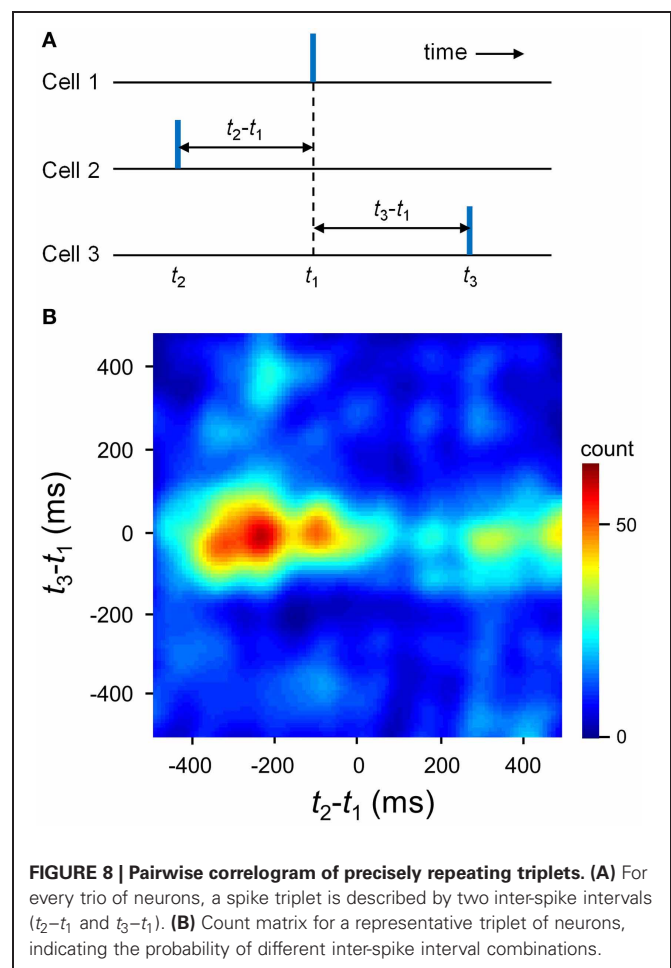 A
time
Cell 1
t2-t1
Cell 2
t3-t1
Cell 3
t2 t1 t3
B
400
200
0
-200
-400
t3-t1 (ms)
-400 -200 0 200 400
t2-t1 (ms)
count
50
0
FIGURE 8 | Pairwise correlogram of precisely repeating triplets. (A) For
every trio of neurons, a spike triplet is described by two inter-spike intervals
(t2–t1 and t3–t1). (B) Count matrix for a representative triplet of neurons,
indicating the probability of different inter-spike interval combinations.